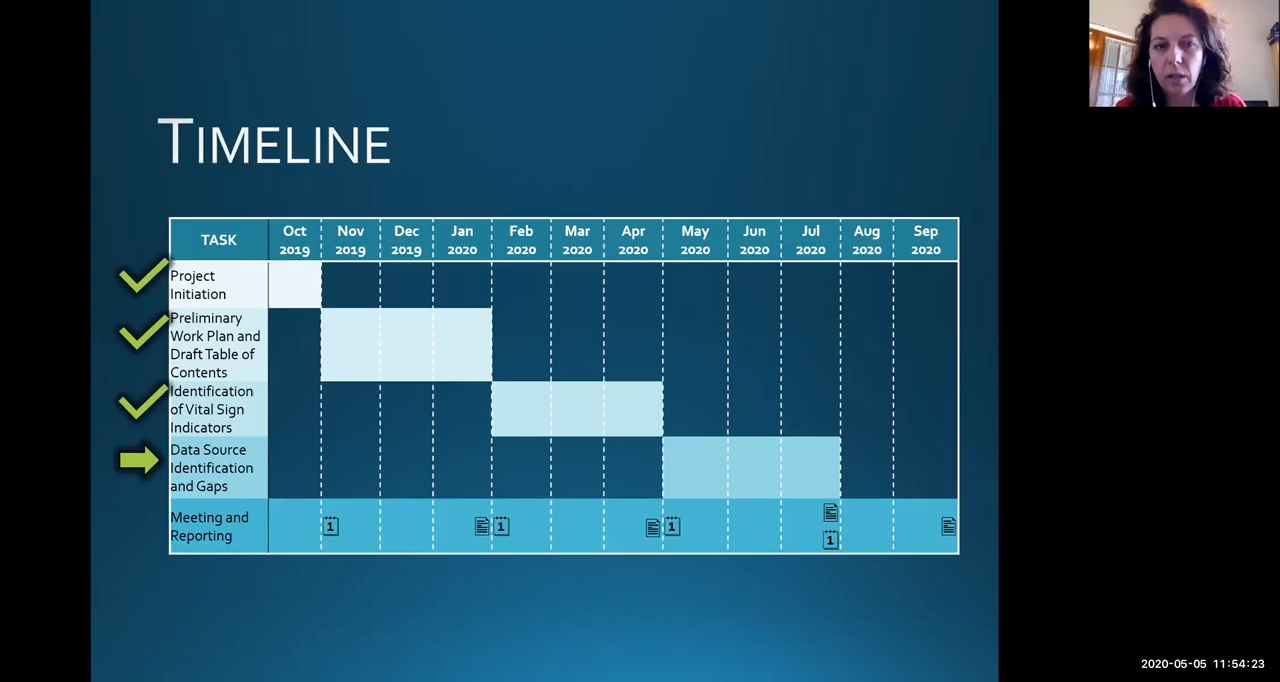 TIMELINE
TASK
Oct 2019
Nov 2019
Dec 2019
Jan 2020
Feb 2020
Mar 2020
Apr 2020
May 2020
Jun 2020
Jul 2020
Aug 2020
Sep 2020
Project
Initiation
Preliminary
Work Plan and
Draft Table of
Contents
Identification
of Vital Sign
Indicators
Data Source
Identification
and Gaps
Meeting and
Reporting
1
1
1
1
2020-05-05 11:54:23